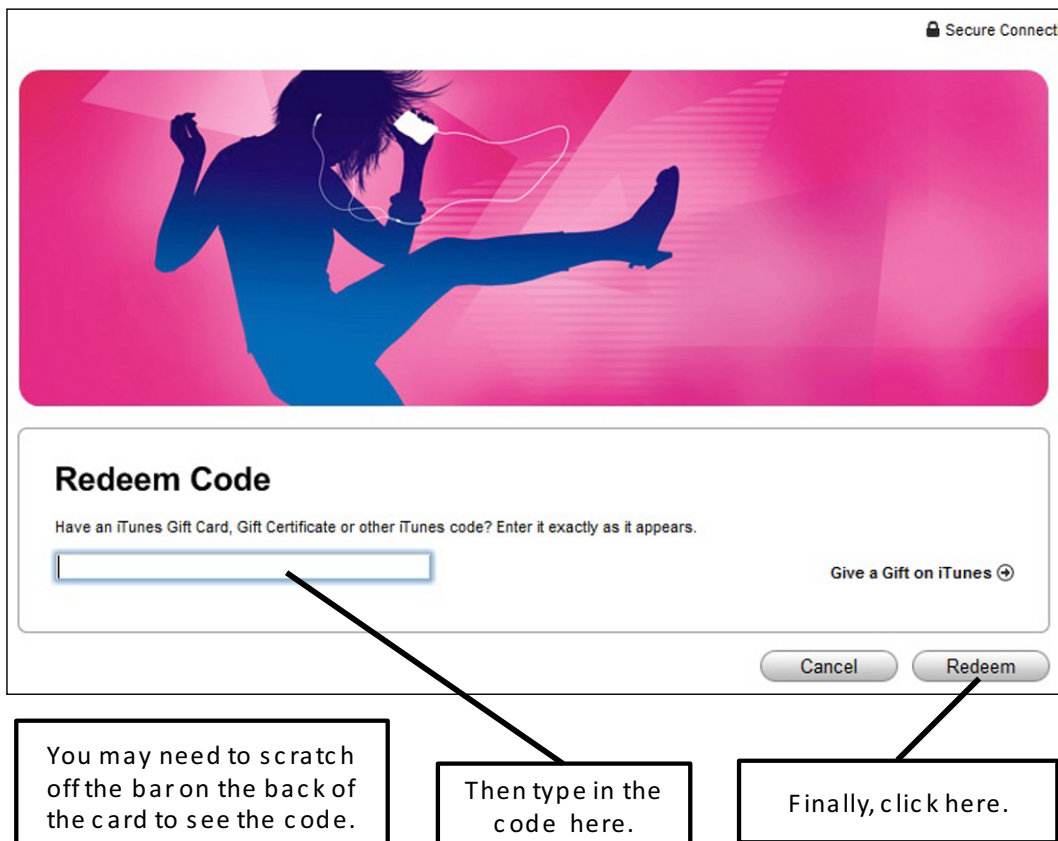 Secure Connect
Redeem Code
Have an iTunes Gift Card, Gift Certificate or other iTunes code? Enter it exactly as it appears.
Give a Gift on iTunes
Cancel
Redeem
You may need to scratch
off the bar on the back of
the card to see the code.
Then type in the
code here.
Finally, click here.